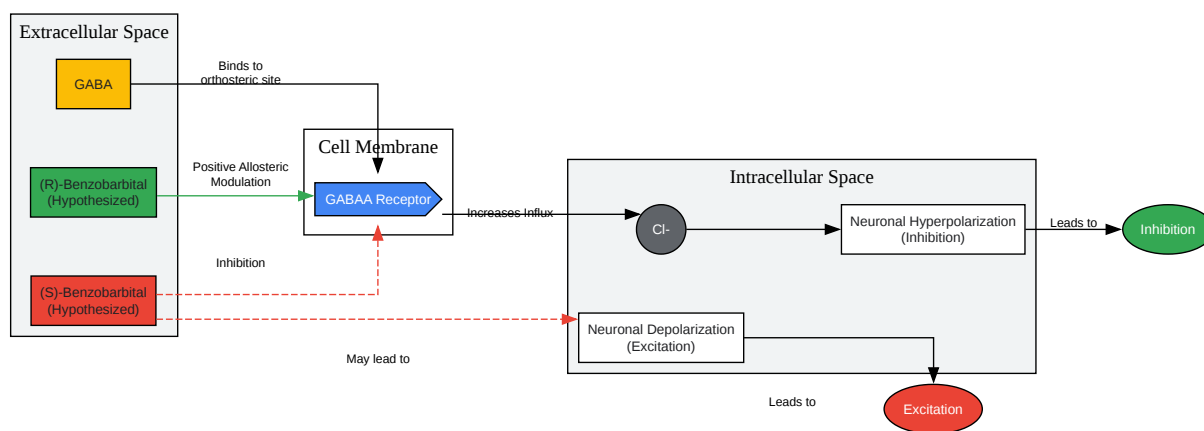 Extracellular Space
GABA
Binds to
orthosteric site
Cell Membrane
(R)-Benzobarbital
(Hypothesized)
Positive Allosteric
Modulation
GABAA Receptor
Intracellular Space
Increases Influx
Cl-
Neuronal Hyperpolarization
(Inhibition)
Leads to
Inhibition
Inhibition
(S)-Benzobarbital
(Hypothesized)
Neuronal Depolarization
(Excitation)
May lead to
Leads to
Excitation